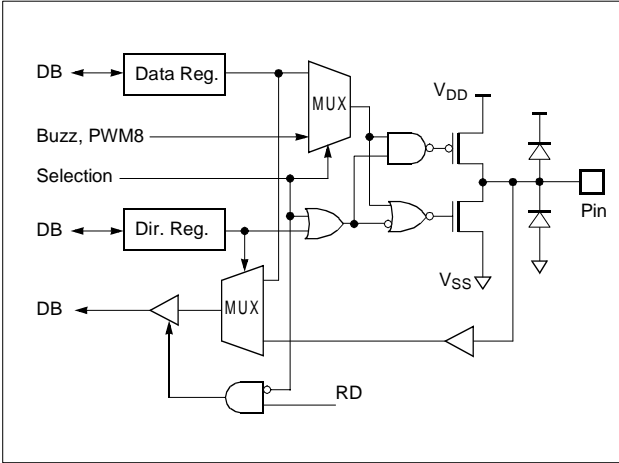 DB
Data Reg.
MUX
VDD
Buzz, PWM8
Selection
DB
Dir. Reg.
Pin
VSS
DB
MUX
RD